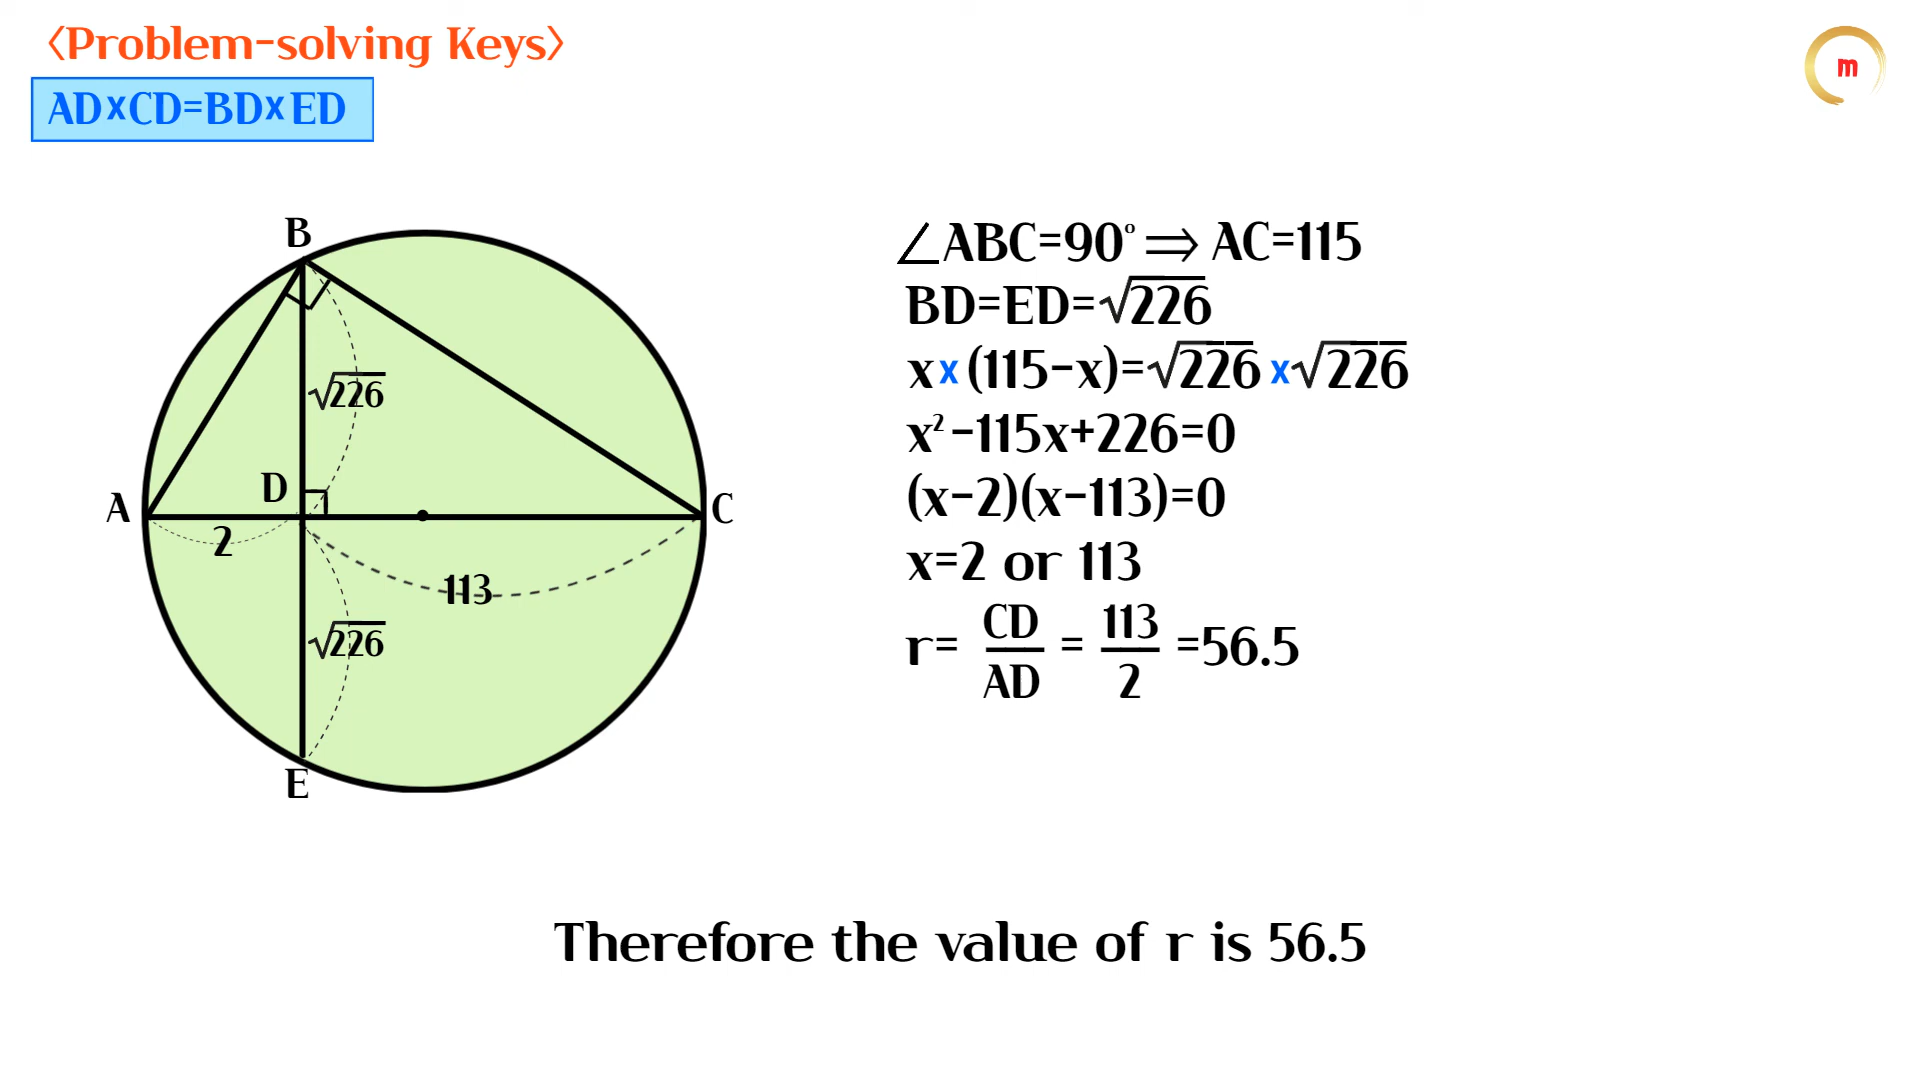 〈Problem-solving Keys〉
m
AD×CD=BD×ED
B
√226
D
A
C
2
113
√226
E
∠ABC=90° ⇒ AC=115
BD=ED=√226
x×(115-x)=√226×√226
x²-115x+226=0
(x-2)(x-113)=0
x=2 or 113
r= CD/AD = 113/2 =56.5
Therefore the value of r is 56.5